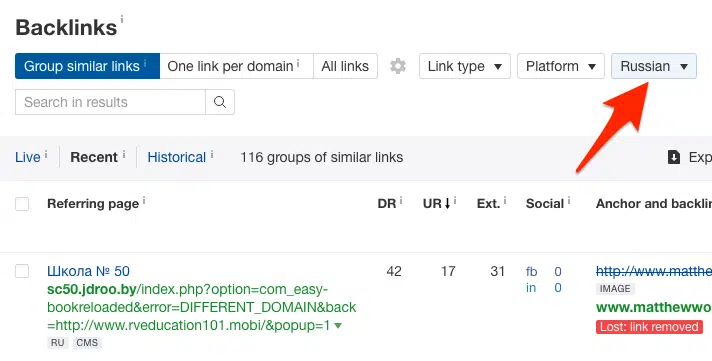 Backlinks i
Group similar links i One link per domain i All links Link type Platform Russian
Search in results
Live i Recent i Historical i 116 groups of similar links Exp
Referring page i DR i UR i Ext. i Social i Anchor and backlin
Школа № 50 42 17 31 fb 0 http://www.matthe
sc50.jdroo.by/index.php?option=com_easy- in 0 IMAGE
bookreloaded&error=DIFFERENT_DOMAIN&back www.matthewwo
=http://www.rveducation101.mobi/&popup=1 Lost: link removed
RU CMS